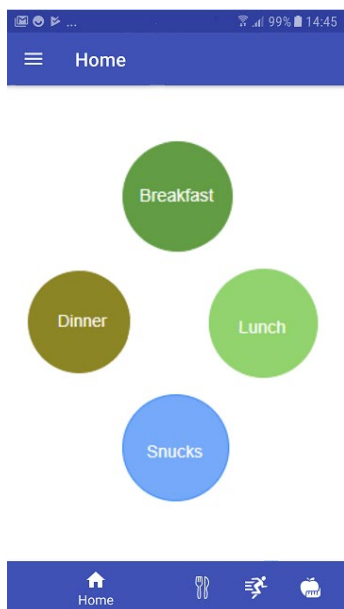 ... 99% 14:45
Home
Breakfast
Dinner
Lunch
Snucks
Home